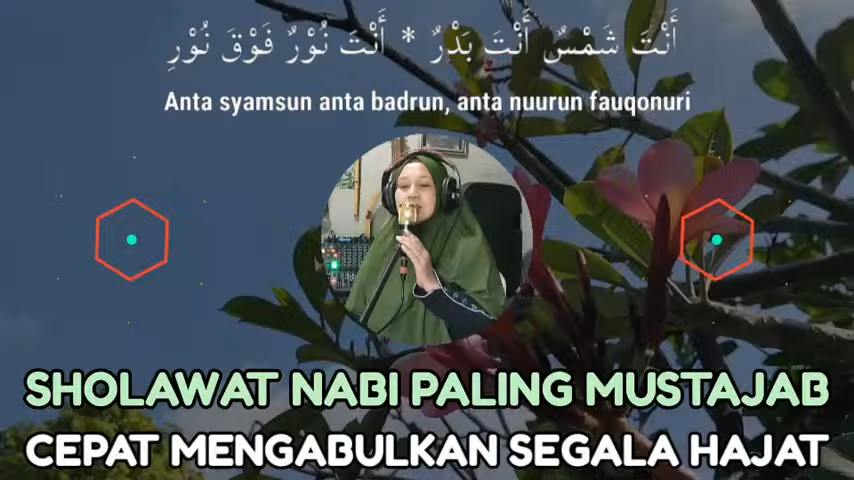 أَنْتَ شَمْسٌ أَنْتَ بَدْرٌ * أَنْتَ نُوْرٌ فَوْقَ نُوْرِ
Anta syamsun anta badrun, anta nuurun fauqonuri
SHOLAWAT NABI PALING MUSTAJAB
CEPAT MENGABULKAN SEGALA HAJAT